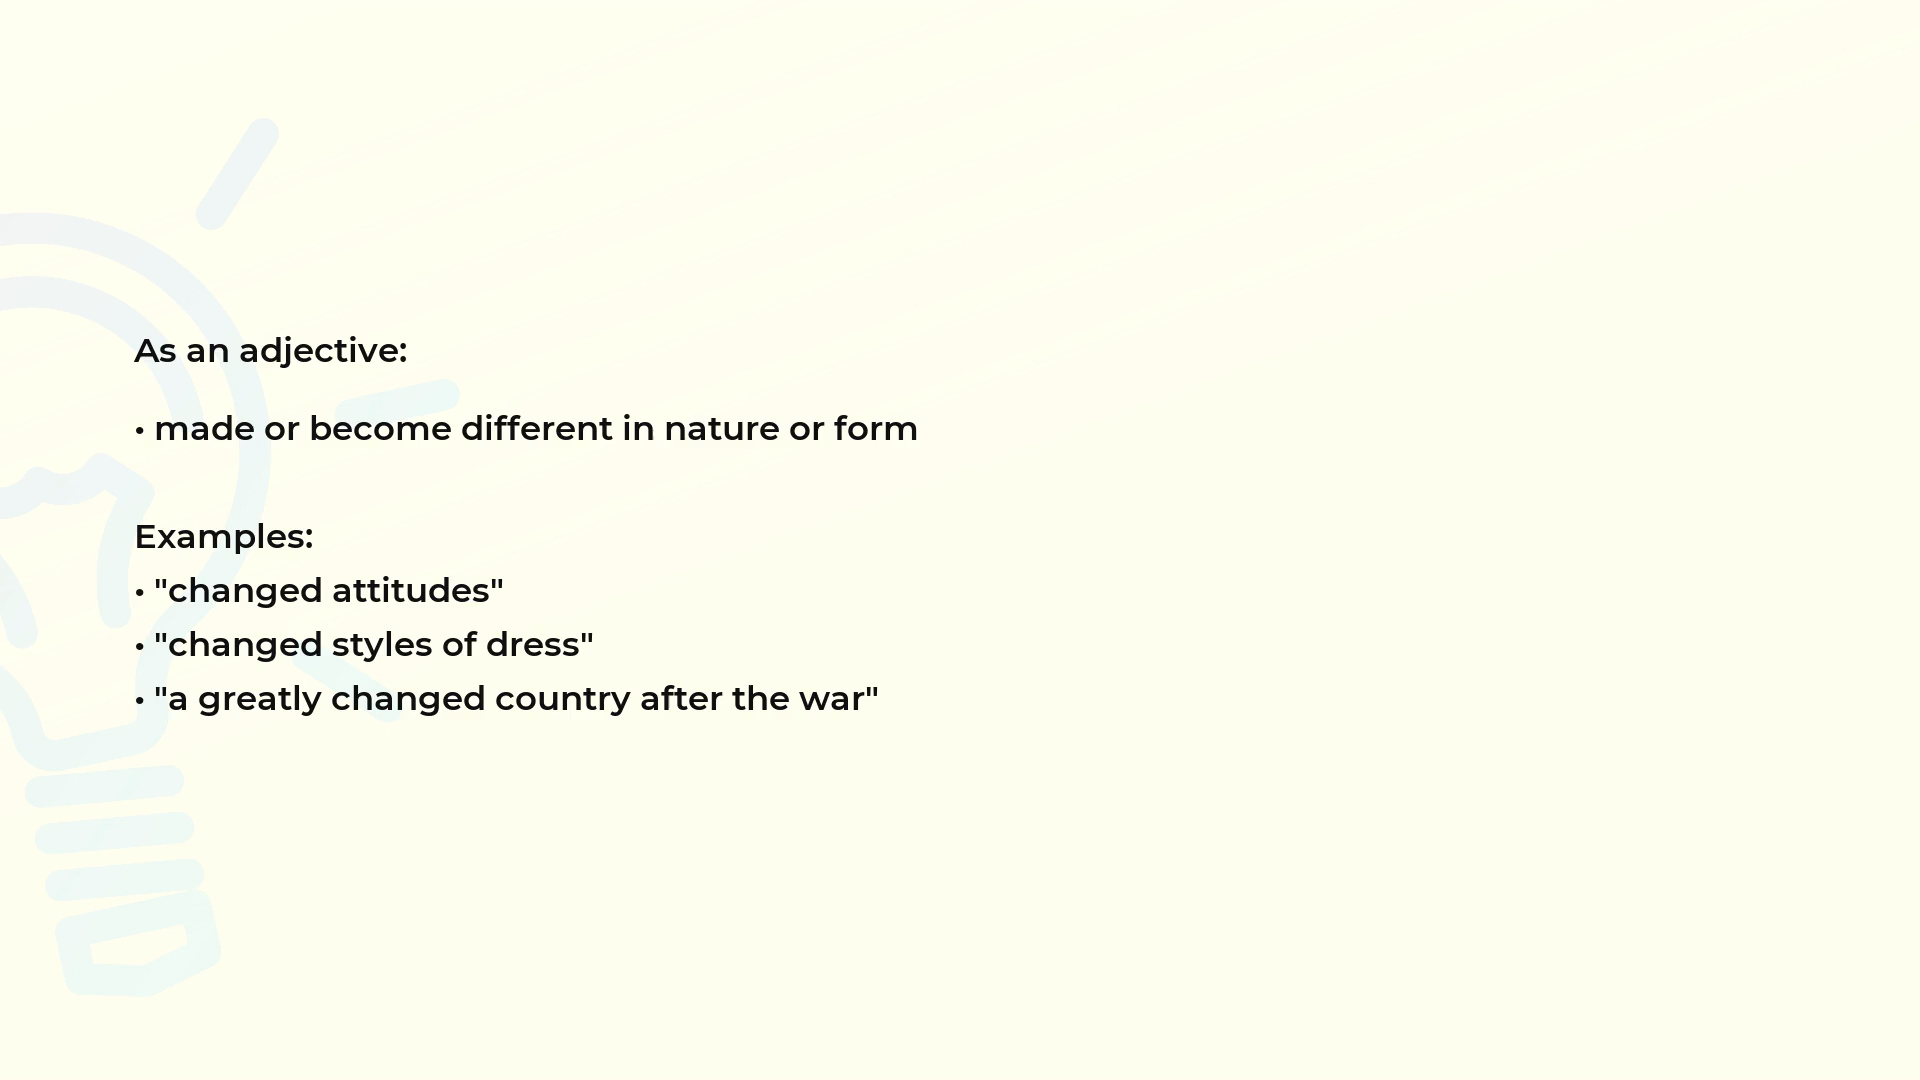 As an adjective:
• made or become different in nature or form
Examples:
• "changed attitudes"
• "changed styles of dress"
• "a greatly changed country after the war"